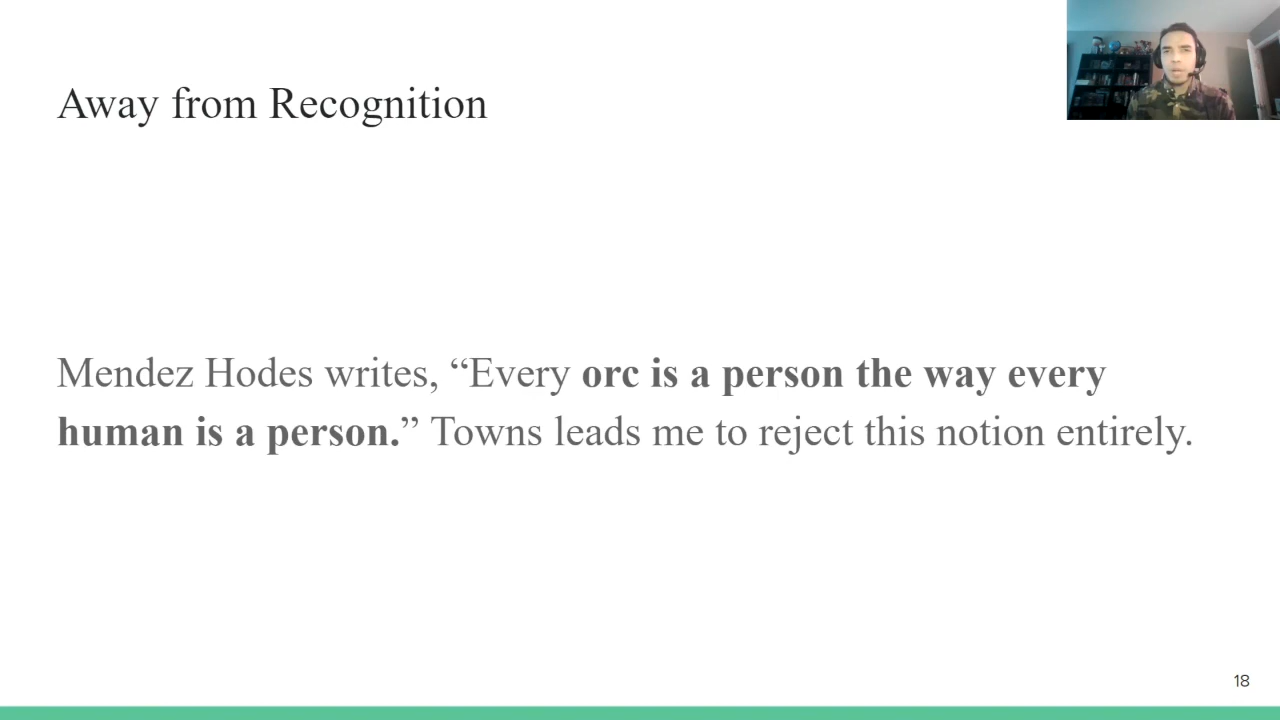 Away from Recognition
Mendez Hodes writes, “Every orc is a person the way every
human is a person.” Towns leads me to reject this notion entirely.
18